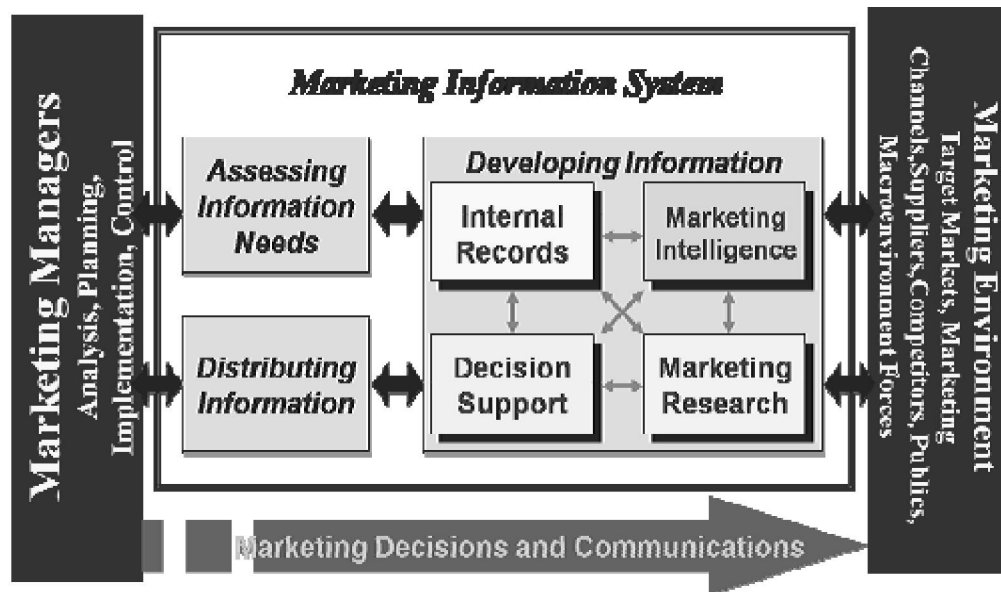 Marketing Managers
Analysis, Planning,
Implementation, Control
Marketing Information System
Assessing
Information
Needs
Distributing
Information
Developing Information
Internal
Records
Marketing
Intelligence
Decision
Support
Marketing
Research
Marketing Environment
Target Markets, Marketing
Channels,Suppliers,Competitors, Publics,
Macroenvironment Forces
Marketing Decisions and Communications